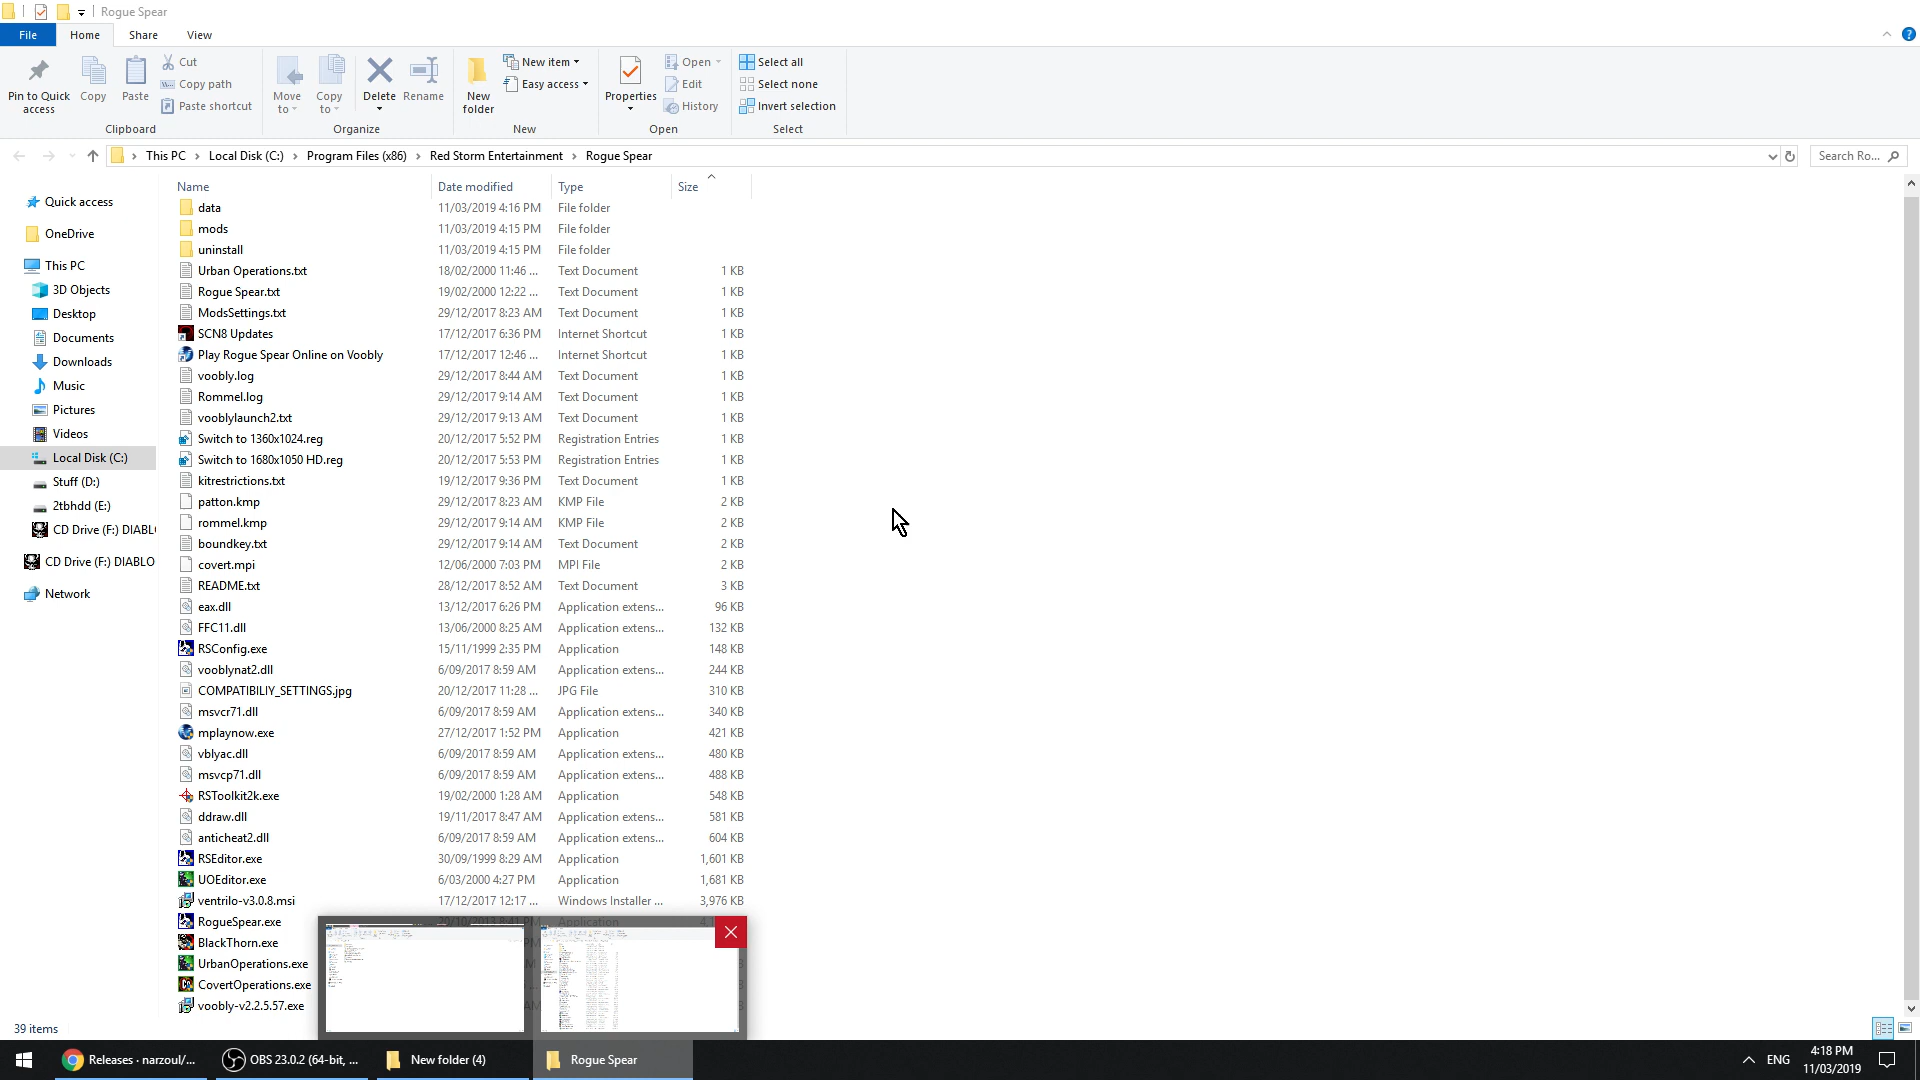 Rogue Spear
File Home Share View
Pin to Quick access
Copy
Paste
Cut
Copy path
Paste shortcut
Clipboard
Move to
Copy to
Delete
Rename
Organize
New folder
New item
Easy access
New
Properties
Open
Edit
History
Open
Select all
Select none
Invert selection
Select
This PC › Local Disk (C:) › Program Files (x86) › Red Storm Entertainment › Rogue Spear
Search Ro...
Quick access
OneDrive
This PC
3D Objects
Desktop
Documents
Downloads
Music
Pictures
Videos
Local Disk (C:)
Stuff (D:)
2tbhdd (E:)
CD Drive (F:) DIABL
CD Drive (F:) DIABLO
Network
Name Date modified Type Size
data 11/03/2019 4:16 PM File folder
mods 11/03/2019 4:15 PM File folder
uninstall 11/03/2019 4:15 PM File folder
Urban Operations.txt 18/02/2000 11:46 ... Text Document 1 KB
Rogue Spear.txt 19/02/2000 12:22 ... Text Document 1 KB
ModsSettings.txt 29/12/2017 8:23 AM Text Document 1 KB
SCN8 Updates 17/12/2017 6:36 PM Internet Shortcut 1 KB
Play Rogue Spear Online on Voobly 17/12/2017 12:46 ... Internet Shortcut 1 KB
voobly.log 29/12/2017 8:44 AM Text Document 1 KB
Rommel.log 29/12/2017 9:14 AM Text Document 1 KB
vooblylaunch2.txt 29/12/2017 9:13 AM Text Document 1 KB
Switch to 1360x1024.reg 20/12/2017 5:52 PM Registration Entries 1 KB
Switch to 1680x1050 HD.reg 20/12/2017 5:53 PM Registration Entries 1 KB
kitrestrictions.txt 19/12/2017 9:36 PM Text Document 1 KB
patton.kmp 29/12/2017 8:23 AM KMP File 2 KB
rommel.kmp 29/12/2017 9:14 AM KMP File 2 KB
boundkey.txt 29/12/2017 9:14 AM Text Document 2 KB
covert.mpi 12/06/2000 7:03 PM MPI File 2 KB
README.txt 28/12/2017 8:52 AM Text Document 3 KB
eax.dll 13/12/2017 6:26 PM Application extens... 96 KB
FFC11.dll 13/06/2000 8:25 AM Application extens... 132 KB
RSConfig.exe 15/11/1999 2:35 PM Application 148 KB
vooblynat2.dll 6/09/2017 8:59 AM Application extens... 244 KB
COMPATIBILIY_SETTINGS.jpg 20/12/2017 11:28 ... JPG File 310 KB
msvcr71.dll 6/09/2017 8:59 AM Application extens... 340 KB
mplaynow.exe 27/12/2017 1:52 PM Application 421 KB
vblyac.dll 6/09/2017 8:59 AM Application extens... 480 KB
msvcp71.dll 6/09/2017 8:59 AM Application extens... 488 KB
RSToolkit2k.exe 19/02/2000 1:28 AM Application 548 KB
ddraw.dll 19/11/2017 8:47 AM Application extens... 581 KB
anticheat2.dll 6/09/2017 8:59 AM Application extens... 604 KB
RSEditor.exe 30/09/1999 8:29 AM Application 1,601 KB
UOEditor.exe 6/03/2000 4:27 PM Application 1,681 KB
ventrilo-v3.0.8.msi 17/12/2017 12:17 ... Windows Installer ... 3,976 KB
RogueSpear.exe 20/10/2013 8:41 PM Application
BlackThorn.exe
UrbanOperations.exe
CovertOperations.exe
voobly-v2.2.5.57.exe
39 items
Releases · narzoul/...
OBS 23.0.2 (64-bit, ...
New folder (4)
Rogue Spear
ENG
4:18 PM
11/03/2019